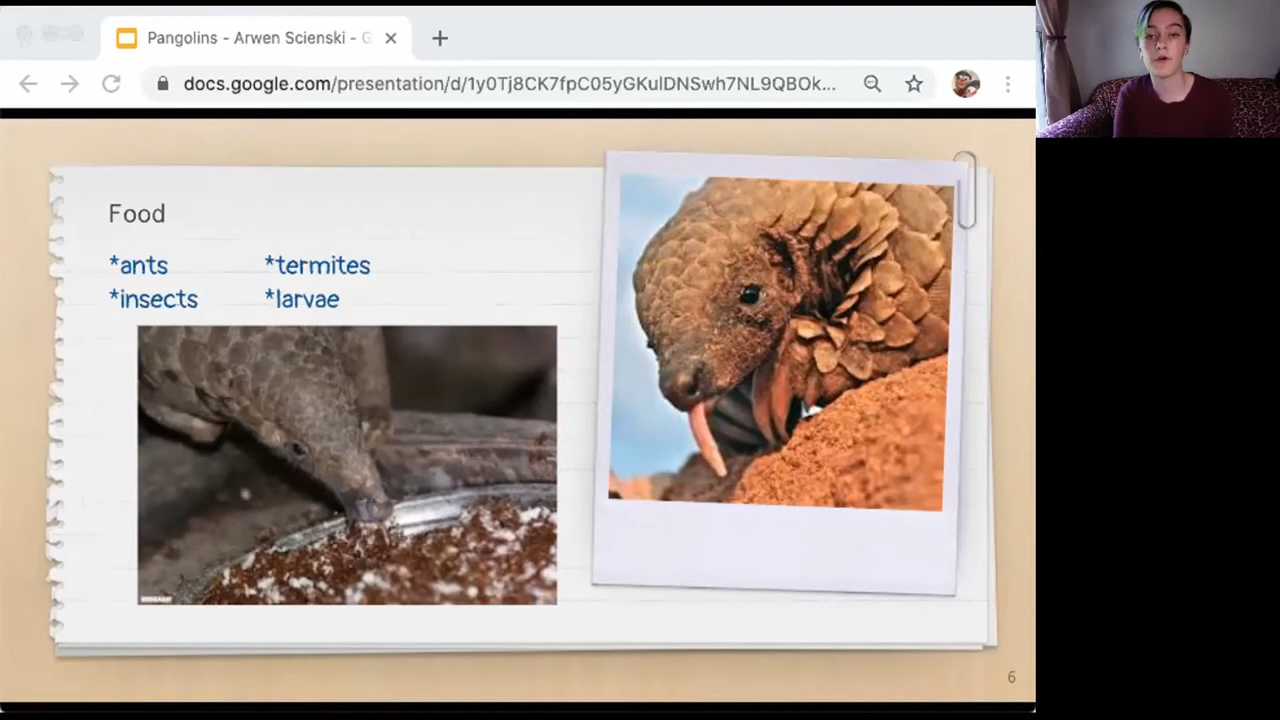 Pangolins - Arwen Scienski - G
docs.google.com/presentation/d/1y0Tj8CK7fpC05yGKulDNSwh7NL9QBOk...
Food
*ants *termites
*insects *larvae
6